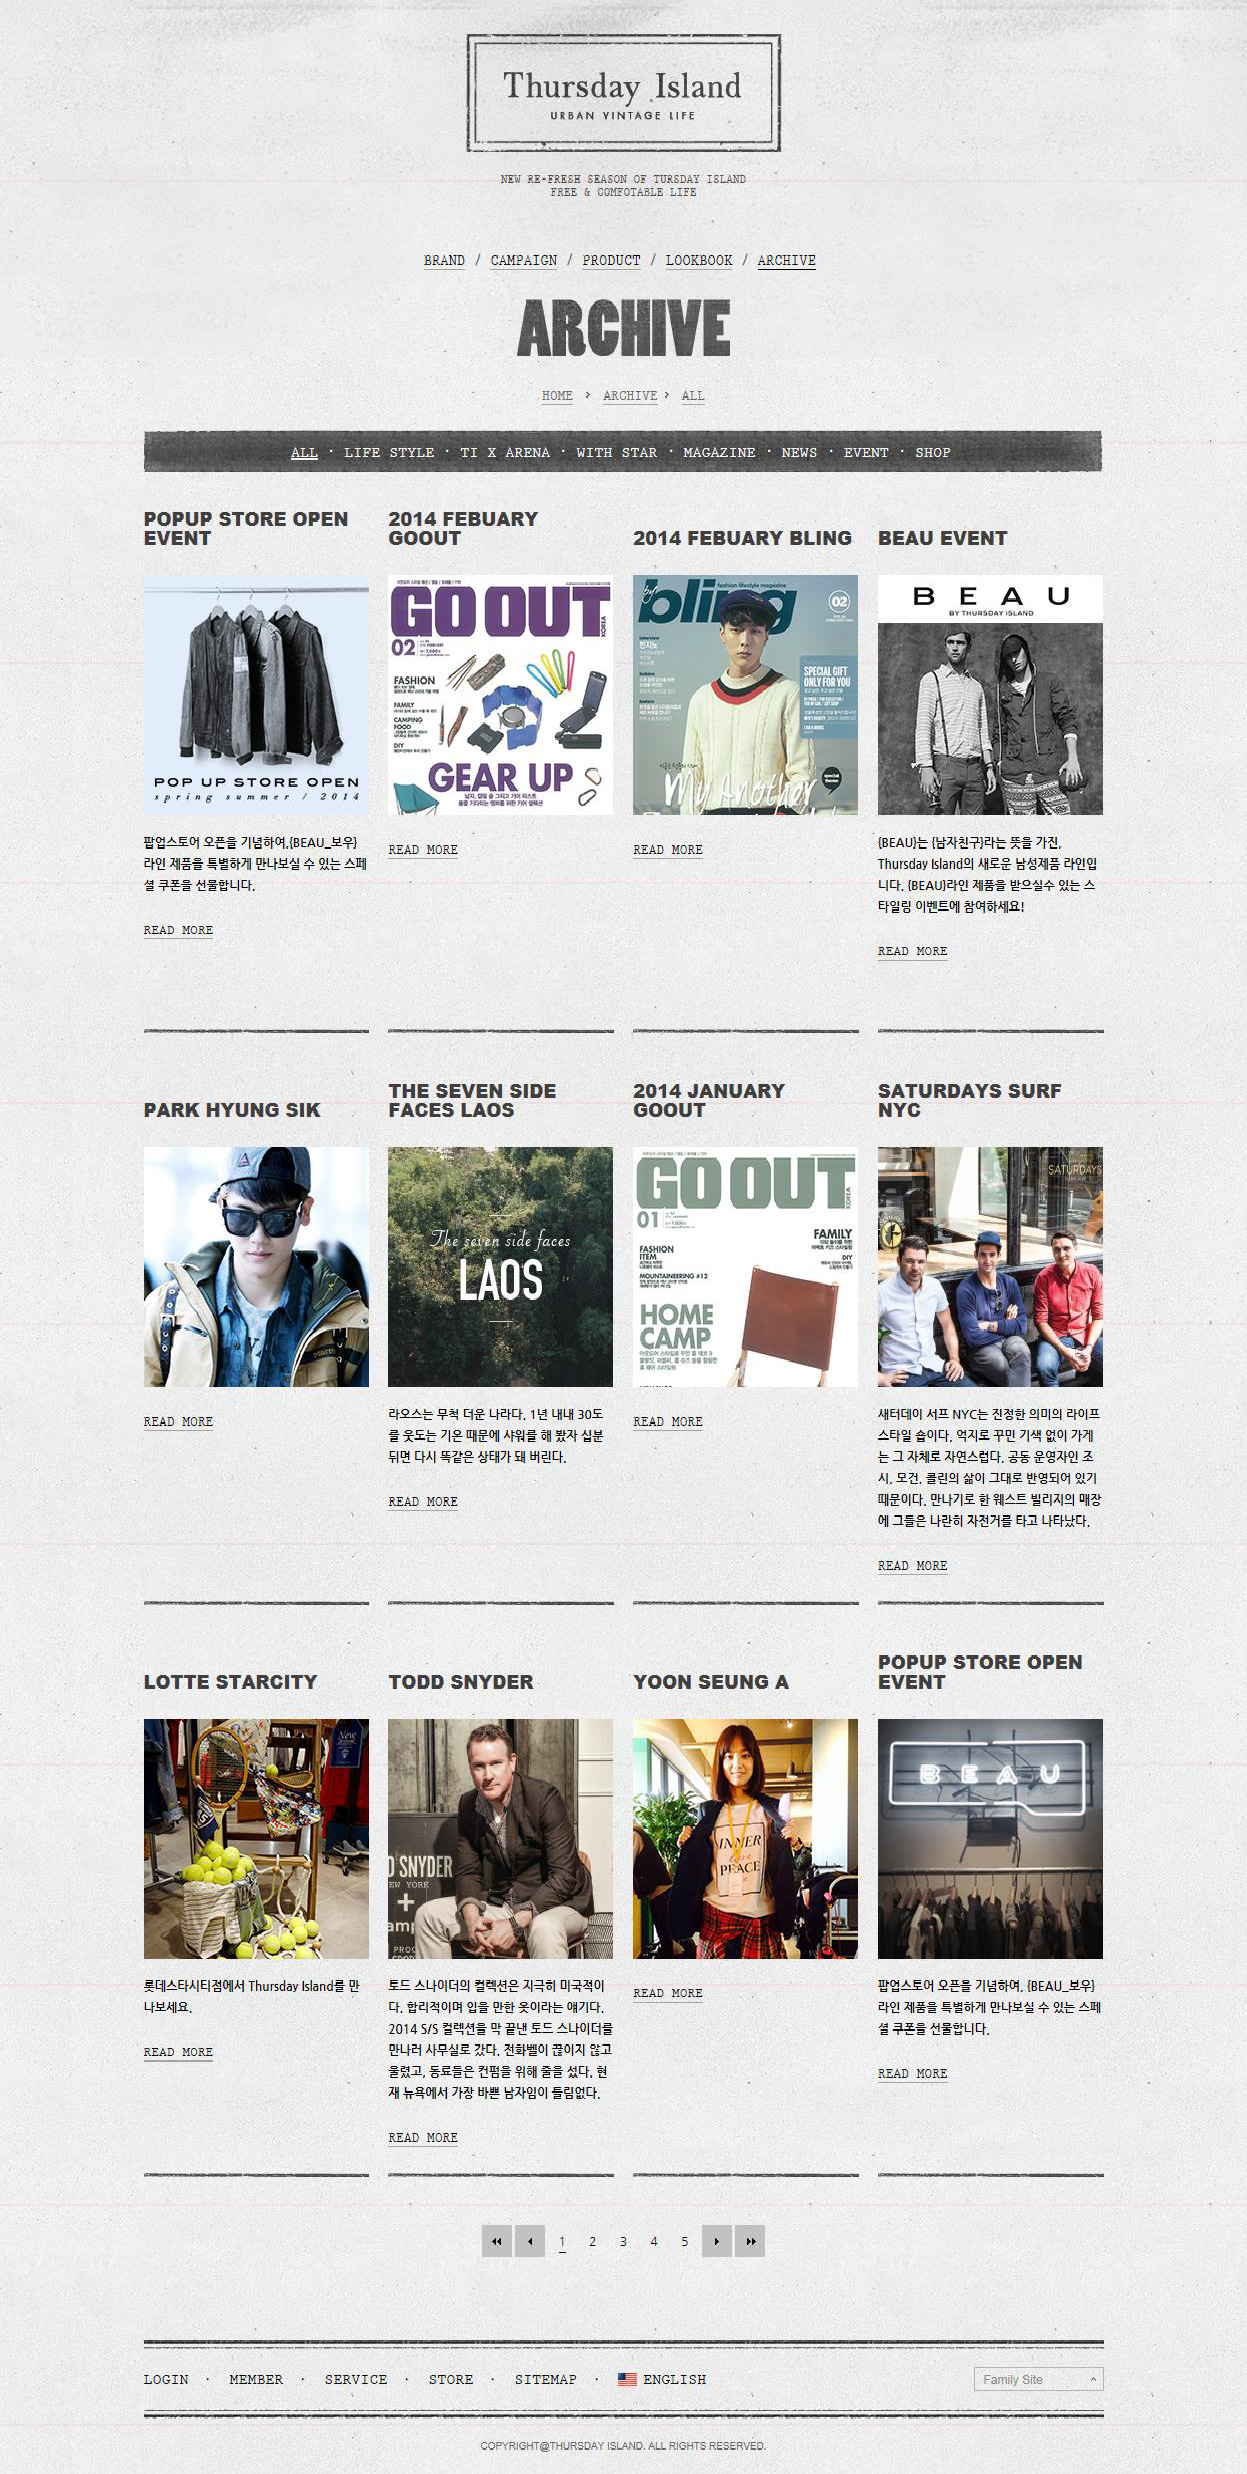 Thursday Island
URBAN VINTAGE LIFE
NEW RE-FRESH SEASON OF TURSDAY ISLAND
FREE & COMFOTABLE LIFE
BRAND / CAMPAIGN / PRODUCT / LOOKBOOK / ARCHIVE
ARCHIVE
HOME > ARCHIVE > ALL
ALL · LIFE STYLE · TI X ARENA · WITH STAR · MAGAZINE · NEWS · EVENT · SHOP
POPUP STORE OPEN
EVENT
POP UP STORE OPEN
spring summer / 2014
팝업스토어 오픈을 기념하여,{BEAU_보우}
라인 제품을 특별하게 만나보실 수 있는 스페
셜 쿠폰을 선물합니다.
READ MORE
2014 FEBUARY
GOOUT
GO OUT
KOREA
02
FASHION
FAMILY
CAMPING
FOOD
DIY
GEAR UP
READ MORE
2014 FEBUARY BLING
by bling
fashion lifestyle magazine
02
SPECIAL GIFT
ONLY FOR YOU
My Another
special
theme
READ MORE
BEAU EVENT
BEAU
BY THURSDAY ISLAND
{BEAU}는 {남자친구}라는 뜻을 가진,
Thursday Island의 새로운 남성제품 라인입
니다. {BEAU}라인 제품을 받으실수 있는 스
타일링 이벤트에 참여하세요!
READ MORE
PARK HYUNG SIK
READ MORE
THE SEVEN SIDE
FACES LAOS
The seven side faces
LAOS
라오스는 무척 더운 나라다. 1년 내내 30도
를 웃도는 기온 때문에 샤워를 해 봤자 십분
뒤면 다시 똑같은 상태가 돼 버린다.
READ MORE
2014 JANUARY
GOOUT
GO OUT
KOREA
01
FAMILY
DIY
FASHION
ITEM
MOUNTAINEERING #12
HOME
CAMP
READ MORE
SATURDAYS SURF
NYC
SATURDAYS
새터데이 서프 NYC는 진정한 의미의 라이프
스타일 숍이다. 억지로 꾸민 기색 없이 가게
는 그 자체로 자연스럽다. 공동 운영자인 조
시, 모건, 콜린의 삶이 그대로 반영되어 있기
때문이다. 만나기로 한 웨스트 빌리지의 매장
에 그들은 나란히 자전거를 타고 나타났다.
READ MORE
LOTTE STARCITY
New
롯데스타시티점에서 Thursday Island를 만
나보세요.
READ MORE
TODD SNYDER
D SNYDER
EW YORK
+
토드 스나이더의 컬렉션은 지극히 미국적이
다. 합리적이며 입을 만한 옷이라는 얘기다.
2014 S/S 컬렉션을 막 끝낸 토드 스나이더를
만나러 사무실로 갔다. 전화벨이 끊이지 않고
울렸고, 동료들은 컨펌을 위해 줄을 섰다. 현
재 뉴욕에서 가장 바쁜 남자임이 틀림없다.
READ MORE
YOON SEUNG A
INNER
love
PEACE
READ MORE
POPUP STORE OPEN
EVENT
BEAU
팝업스토어 오픈을 기념하여, {BEAU_보우}
라인 제품을 특별하게 만나보실 수 있는 스페
셜 쿠폰을 선물합니다.
READ MORE
1 2 3 4 5
LOGIN · MEMBER · SERVICE · STORE · SITEMAP · ENGLISH
Family Site
COPYRIGHT@THURSDAY ISLAND. ALL RIGHTS RESERVED.